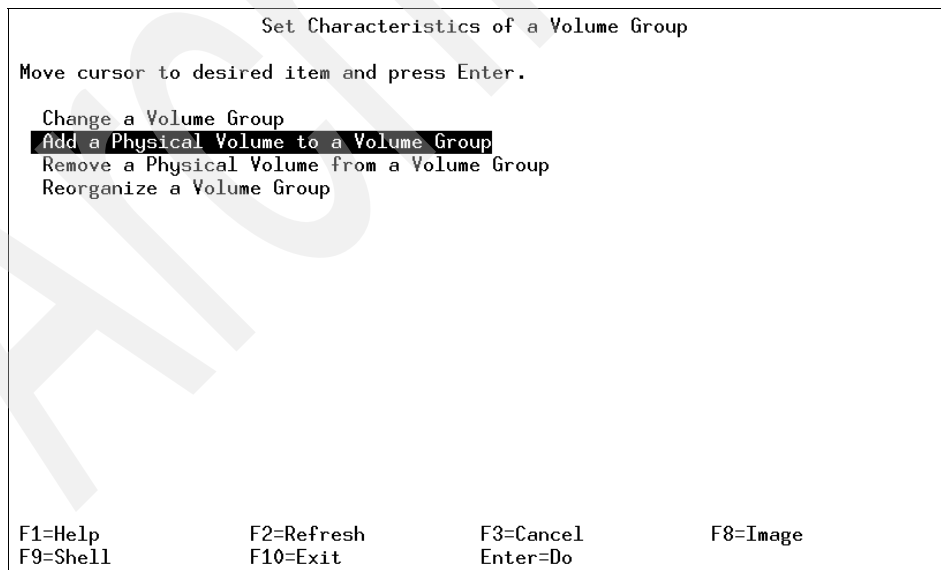 Set Characteristics of a Volume Group
Move cursor to desired item and press Enter.
Change a Volume Group
Add a Physical Volume to a Volume Group
Remove a Physical Volume from a Volume Group
Reorganize a Volume Group
F1=Help F2=Refresh F3=Cancel F8=Image
F9=Shell F10=Exit Enter=Do